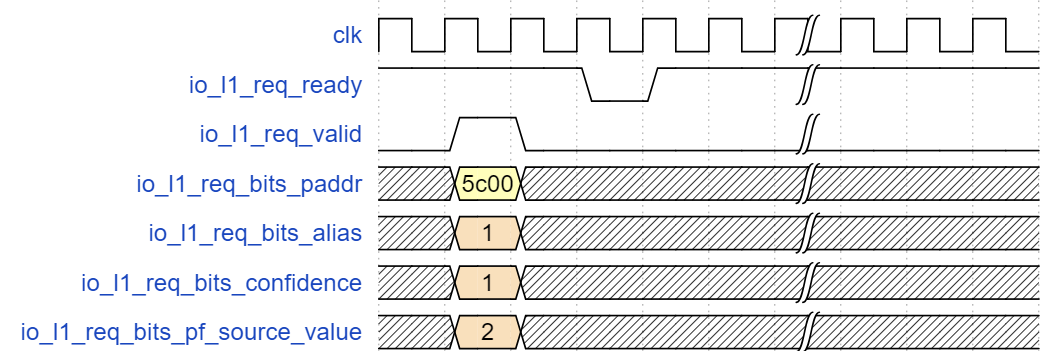 clk
io_l1_req_ready
io_l1_req_valid
io_l1_req_bits_paddr 5c00
io_l1_req_bits_alias 1
io_l1_req_bits_confidence 1
io_l1_req_bits_pf_source_value 2